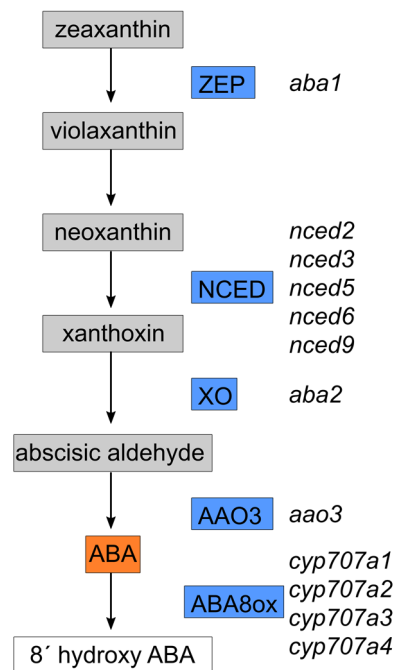 zeaxanthin
ZEP aba1
violaxanthin
neoxanthin
nced2
nced3
NCED nced5
nced6
xanthoxin
nced9
XO aba2
abscisic aldehyde
AAO3 aao3
ABA
cyp707a1
cyp707a2
ABA8ox
cyp707a3
cyp707a4
8´ hydroxy ABA